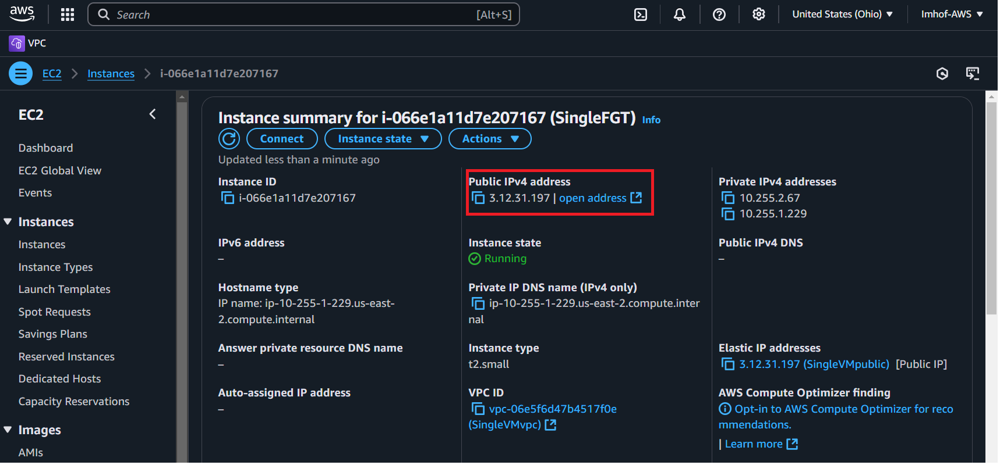 aws
Search [Alt+S]
United States (Ohio)
Imhof-AWS
VPC
EC2
Instances
i-066e1a11d7e207167
EC2
Dashboard
EC2 Global View
Events
Instances
Instances
Instance Types
Launch Templates
Spot Requests
Savings Plans
Reserved Instances
Dedicated Hosts
Capacity Reservations
Images
AMIs
Instance summary for i-066e1a11d7e207167 (SingleFGT) Info
Connect
Instance state
Actions
Updated less than a minute ago
Instance ID
i-066e1a11d7e207167
Public IPv4 address
3.12.31.197 | open address
Private IPv4 addresses
10.255.2.67
10.255.1.229
IPv6 address
–
Instance state
Running
Public IPv4 DNS
–
Hostname type
IP name: ip-10-255-1-229.us-east-
2.compute.internal
Private IP DNS name (IPv4 only)
ip-10-255-1-229.us-east-2.compute.inter
nal
Answer private resource DNS name
–
Instance type
t2.small
Elastic IP addresses
3.12.31.197 (SingleVMpublic) [Public IP]
Auto-assigned IP address
–
VPC ID
vpc-06e5f6d47b4517f0e
(SingleVMvpc)
AWS Compute Optimizer finding
Opt-in to AWS Compute Optimizer for reco
mmendations.
| Learn more